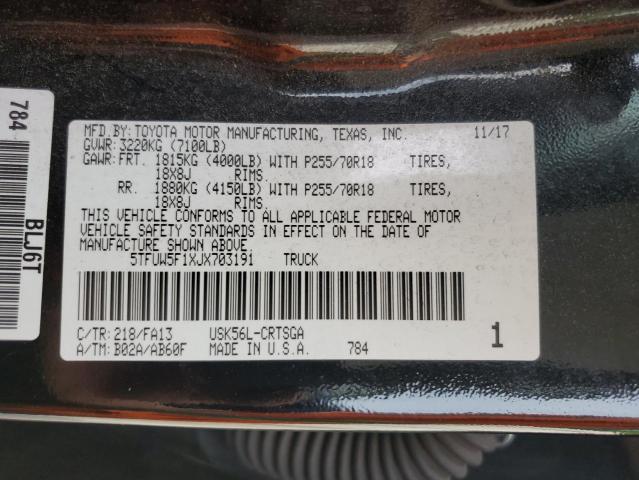 784
BLJ6T
MFD.BY:TOYOTA MOTOR MANUFACTURING, TEXAS, INC. 11/17
GVWR:3220KG (7100LB)
GAWR:FRT. 1815KG (4000LB) WITH P255/70R18 TIRES,
18X8J RIMS.
RR. 1880KG (4150LB) WITH P255/70R18 TIRES,
18X8J RIMS.
THIS VEHICLE CONFORMS TO ALL APPLICABLE FEDERAL MOTOR
VEHICLE SAFETY STANDARDS IN EFFECT ON THE DATE OF
MANUFACTURE SHOWN ABOVE.
5TFUW5F1XJX703191 TRUCK
C/TR:218/FA13 USK56L-CRTSGA 1
A/TM:B02A/AB60F MADE IN U.S.A. 784